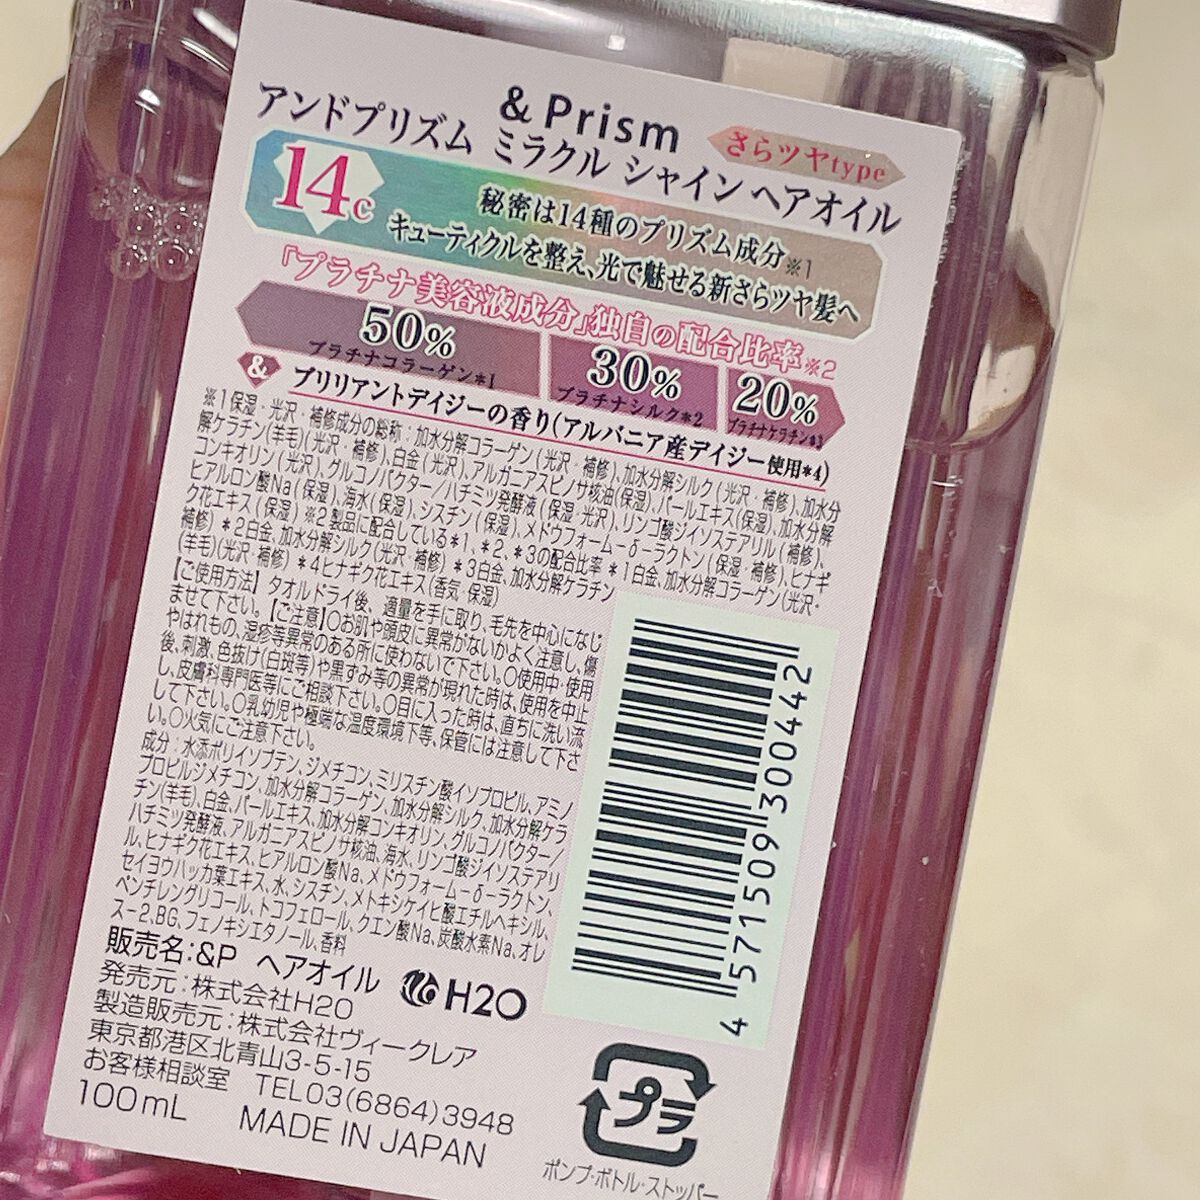 & Prism
さらツヤtype
アンドプリズム ミラクル シャイン ヘアオイル
14c
秘密は14種のプリズム成分※1
キューティクルを整え、光で魅せる新さらツヤ髪へ
「プラチナ美容液成分」独自の配合比率※2
50%
プラチナコラーゲン*1
30%
プラチナシルク*2
20%
プラチナケラチン*3
& ブリリアントデイジーの香り(アルバニア産デイジー使用*4)
※1保湿・光沢・補修成分の総称:加水分解コラーゲン(光沢・補修)、加水分解シルク(光沢・補修)、加水分
解ケラチン(羊毛)(光沢・補修)、白金(光沢)、アルガニアスピノサ核油(保湿)、パールエキス(保湿)、加水分解
コンキオリン(光沢)、グルコノバクター/ハチミツ発酵液(保湿・光沢)、リンゴ酸ジイソステアリル(補修)、
ヒアルロン酸Na(保湿)、海水(保湿)、シスチン(保湿)、メドウフォーム-δ-ラクトン(保湿・補修)、ヒナギ
ク花エキス(保湿) ※2製品に配合している*1、*2、*3の配合比率 *1白金、加水分解コラーゲン(光沢・
補修) *2白金、加水分解シルク(光沢・補修) *3白金、加水分解ケラチン
(羊毛)(光沢・補修) *4ヒナギク花エキス(香気・保湿)
【ご使用方法】タオルドライ後、適量を手に取り、毛先を中心になじ
ませて下さい。【ご注意】○お肌や頭皮に異常がないかよく注意し、傷
やはれもの、湿疹等異常のある所に使わないで下さい。○使用中・使用
後、刺激、色抜け(白斑等)や黒ずみ等の異常が現れた時は、使用を中止
し、皮膚科専門医等にご相談下さい。○目に入った時は、直ちに洗い流
して下さい。○乳幼児や極端な温度環境下等、保管には注意して下さ
い。○火気にご注意下さい。
成分:水添ポリイソブテン、ジメチコン、ミリスチン酸イソプロピル、アミノ
プロピルジメチコン、加水分解コラーゲン、加水分解シルク、加水分解ケラ
チン(羊毛)、白金、パールエキス、加水分解コンキオリン、グルコノバクター/
ハチミツ発酵液、アルガニアスピノサ核油、海水、リンゴ酸ジイソステアリ
ル、ヒナギク花エキス、ヒアルロン酸Na、メドウフォーム-δ-ラクトン、
セイヨウハッカ葉エキス、水、シスチン、メトキシケイヒ酸エチルヘキシル、
ペンチレングリコール、トコフェロール、クエン酸Na、炭酸水素Na、オレ
ス-2、BG、フェノキシエタノール、香料
販売名:&P ヘアオイル
H2O
発売元:株式会社H2O
製造販売元:株式会社ヴィークレア
東京都港区北青山3-5-15
お客様相談室 TEL03(6864)3948
100mL MADE IN JAPAN
4571509300442
プラ
ポンプ・ボトル・ストッパー